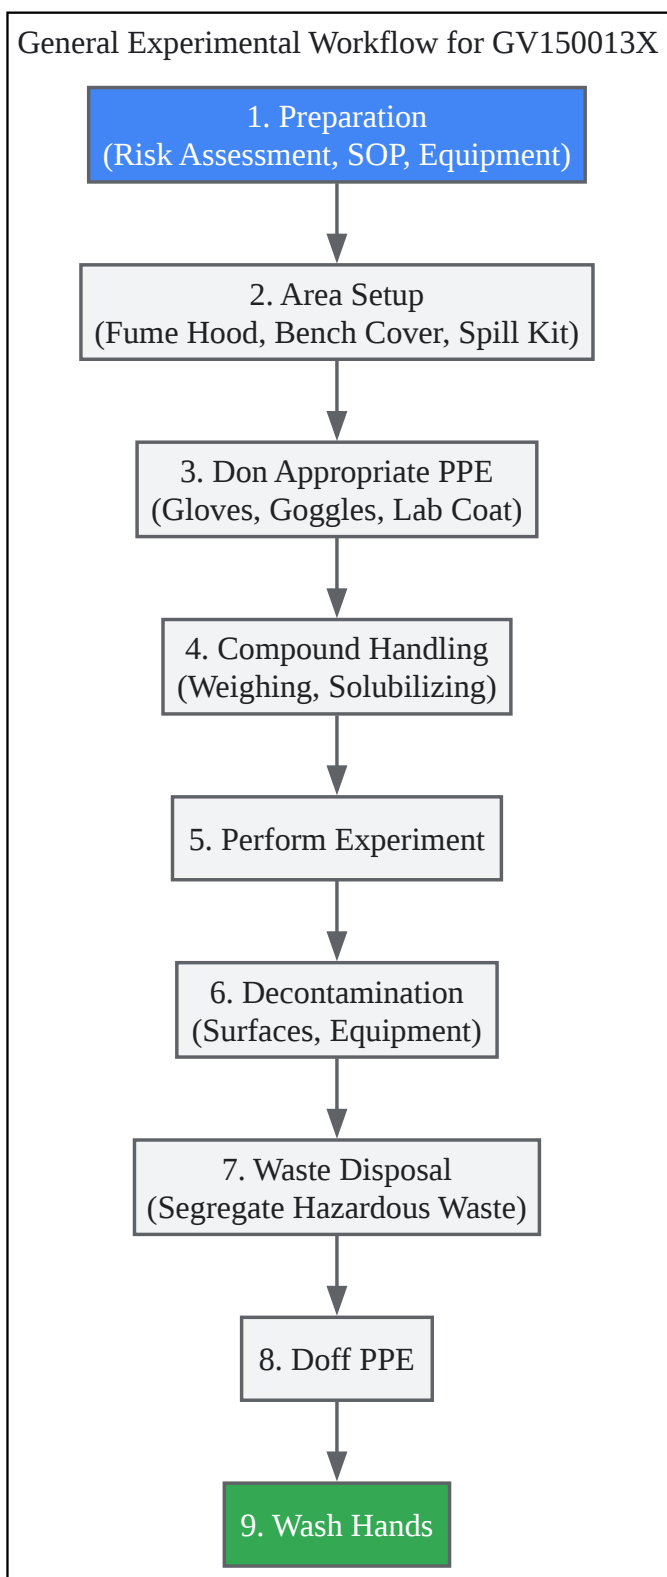 General Experimental Workflow for GV150013X
1. Preparation
(Risk Assessment, SOP, Equipment)
2. Area Setup
(Fume Hood, Bench Cover, Spill Kit)
3. Don Appropriate PPE
(Gloves, Goggles, Lab Coat)
4. Compound Handling
(Weighing, Solubilizing)
5. Perform Experiment
6. Decontamination
(Surfaces, Equipment)
7. Waste Disposal
(Segregate Hazardous Waste)
8. Doff PPE
9. Wash Hands